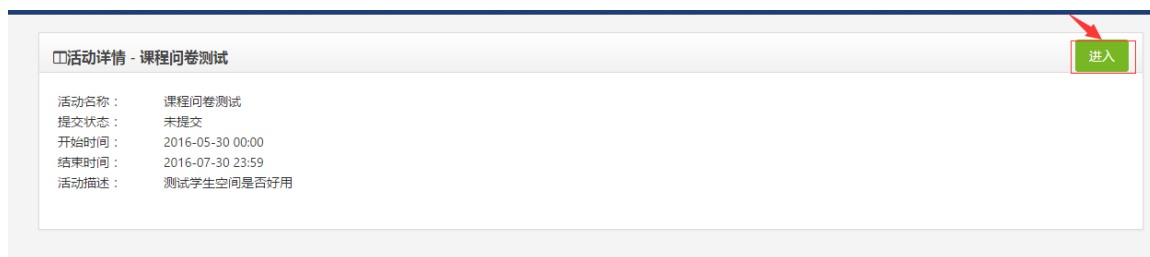 活动详情 - 课程问卷测试
进入
活动名称： 课程问卷测试
提交状态： 未提交
开始时间： 2016-05-30 00:00
结束时间： 2016-07-30 23:59
活动描述： 测试学生空间是否好用